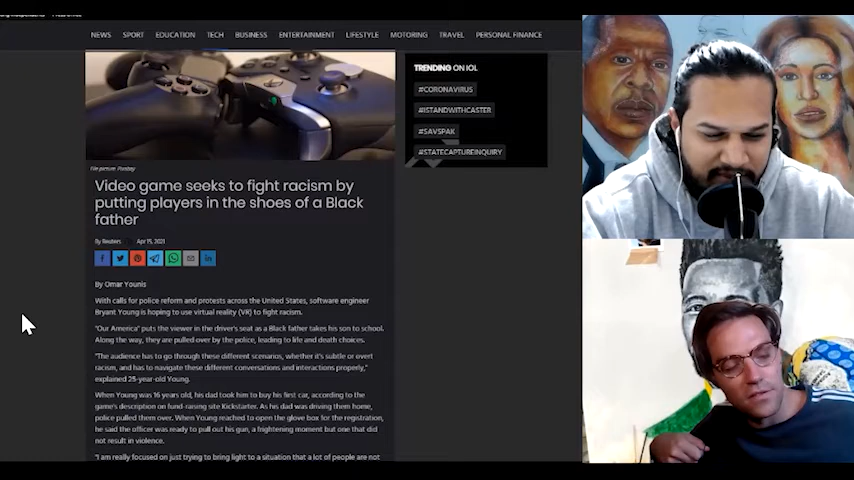 NEWS SPORT EDUCATION TECH BUSINESS ENTERTAINMENT LIFESTYLE MOTORING TRAVEL PERSONAL FINANCE
TRENDING ON IOL
#CORONAVIRUS
#ISTANDWITHCASTER
#SAVSPAK
#STATECAPTUREINQUIRY
File picture: Pixabay
Video game seeks to fight racism by
putting players in the shoes of a Black
father
By Reuters Apr 15, 2021
By Omar Younis
With calls for police reform and protests across the United States, software engineer
Bryant Young is hoping to use virtual reality (VR) to fight racism.
"Our America" puts the viewer in the driver's seat as a Black father takes his son to school.
Along the way, they are pulled over by the police, leading to life and death choices.
"The audience has to go through these different scenarios, whether it's subtle or overt
racism, and has to navigate these different conversations and interactions properly,"
explained 25-year-old Young.
When Young was 16 years old, his dad took him to buy his first car, according to the
game's description on fund-raising site Kickstarter. As his dad was driving them home,
police pulled them over. When Young reached to open the glove box for the registration,
he said the officer was ready to pull out his gun, a frightening moment but one that did
not result in violence.
"I am really focused on just trying to bring light to a situation that a lot of people are not